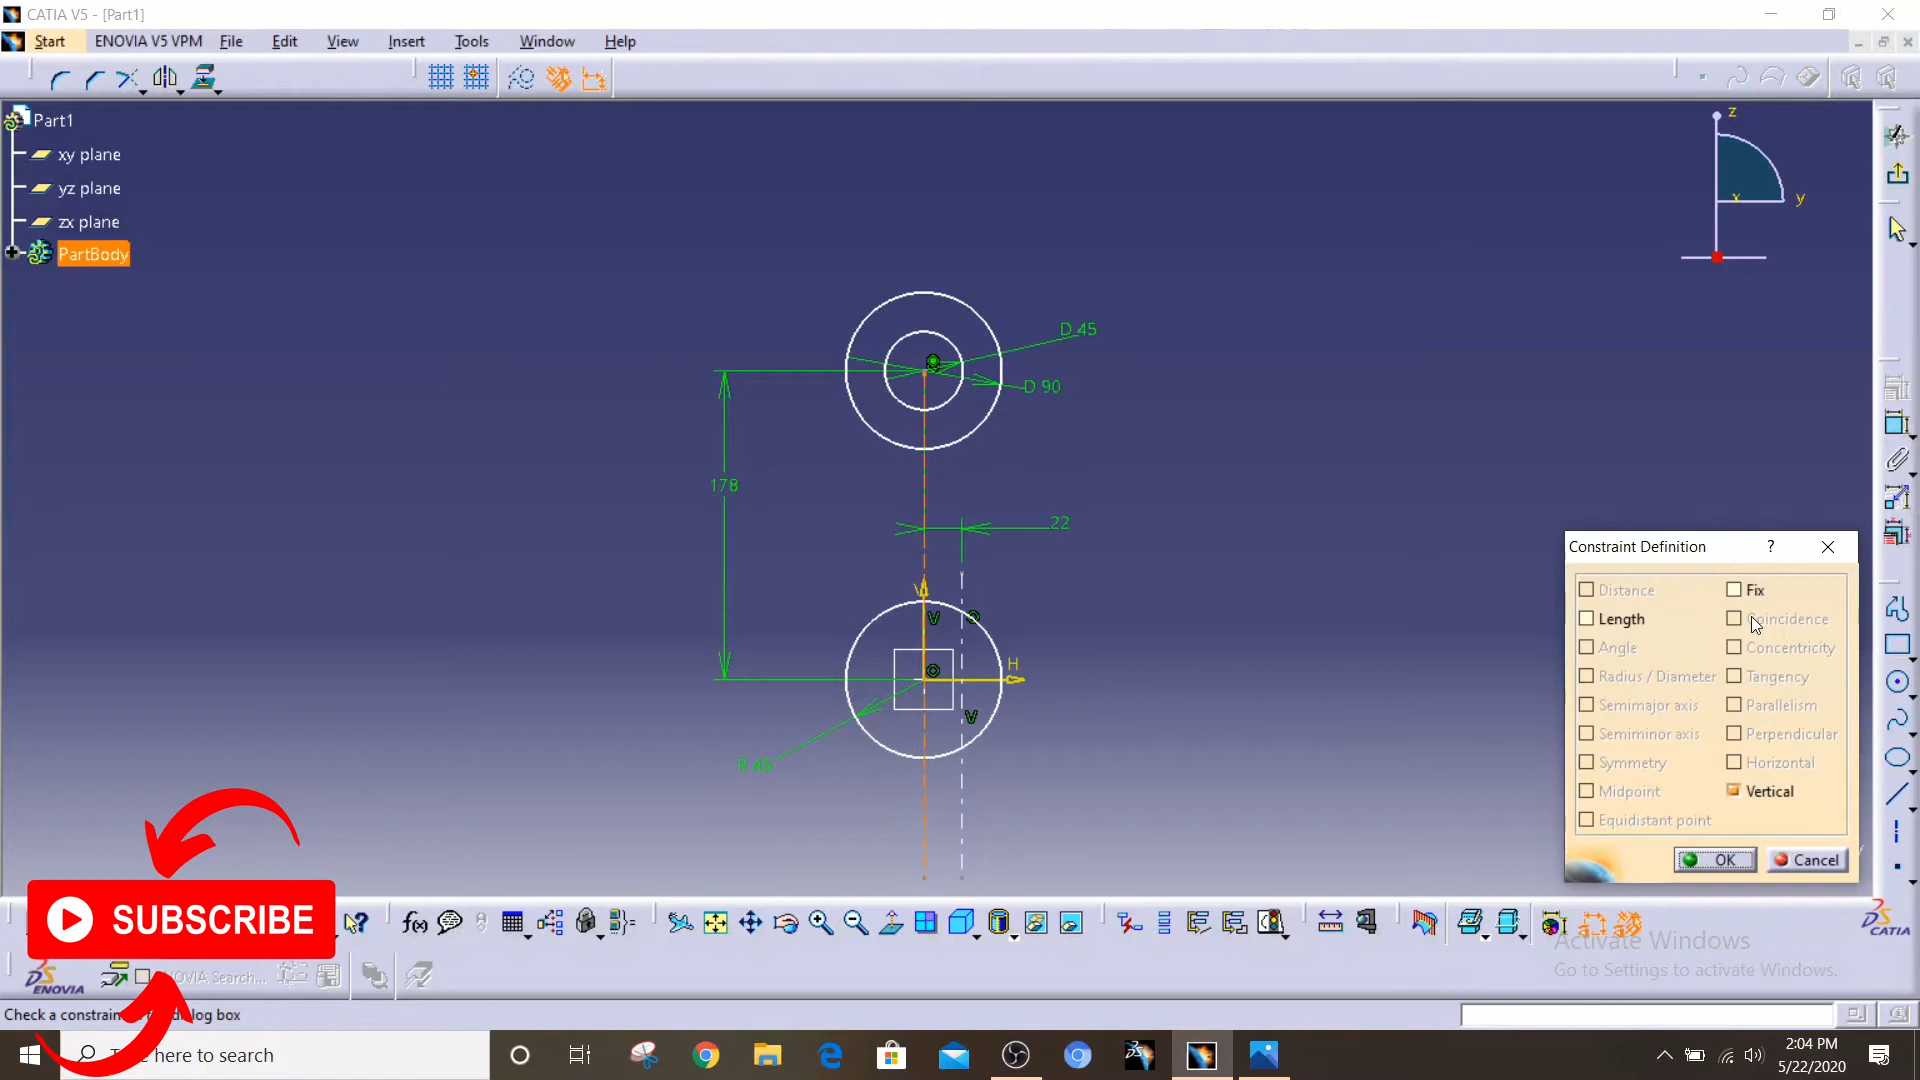 CATIA V5 - [Part1]
Start ENOVIA V5 VPM File Edit View Insert Tools Window Help
Part1
xy plane
yz plane
zx plane
PartBody
z
x
y
D 45
D 90
178
22
V
V
H
V
Constraint Definition ?
Distance Fix
Length Coincidence
Angle Concentricity
Radius / Diameter Tangency
Semimajor axis Parallelism
Semiminor axis Perpendicular
Symmetry Horizontal
Midpoint Vertical
Equidistant point
OK Cancel
SUBSCRIBE
f(x)
CATIA
Activate Windows
Go to Settings to activate Windows.
ENOVIA
Search...
Check a constrain
log box
here to search
2:04 PM
5/22/2020